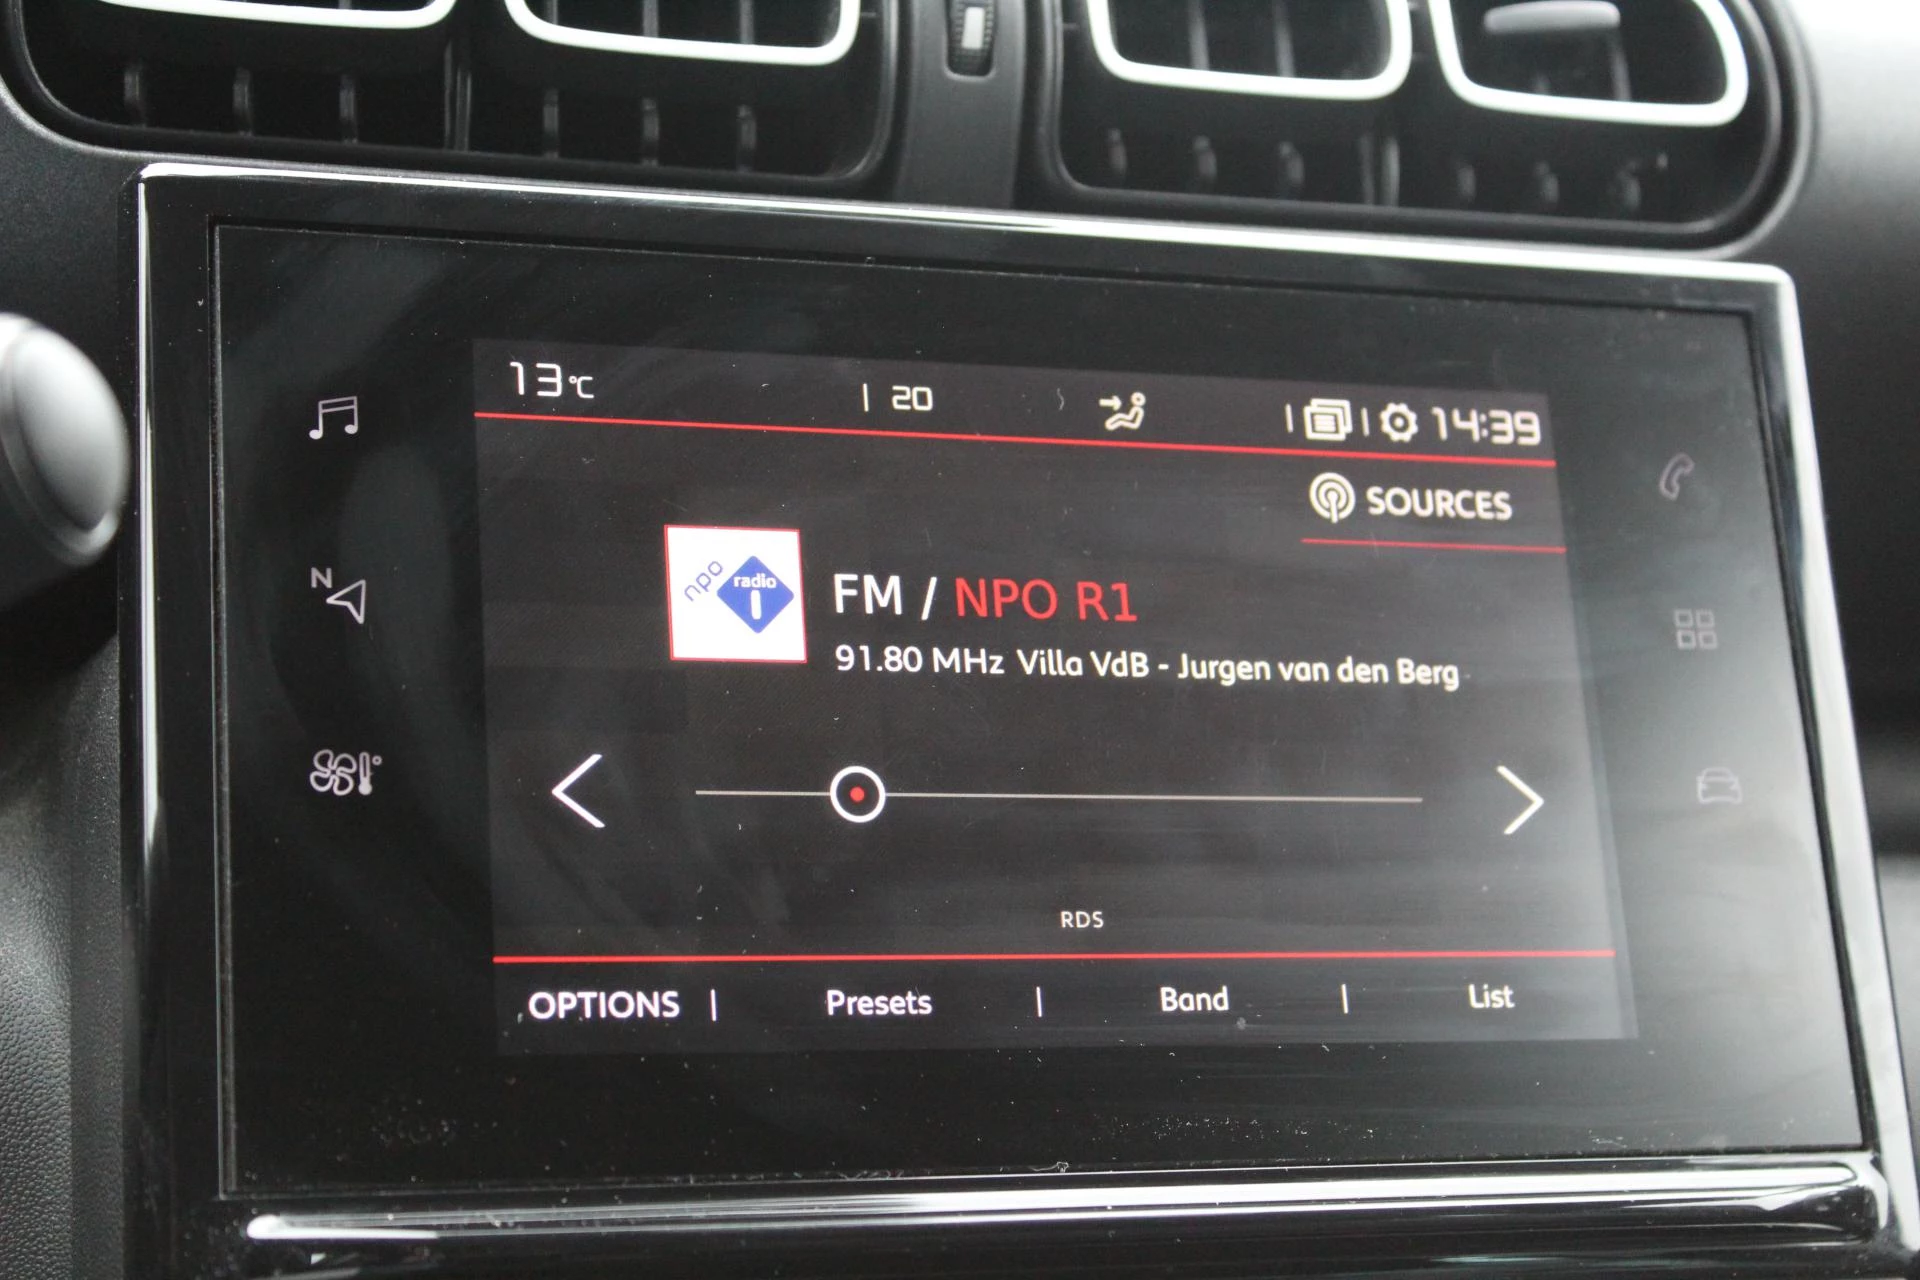 13°C
20
14:39
SOURCES
npo
radio
1
FM / NPO R1
91.80 MHz Villa VdB - Jurgen van den Berg
N
RDS
OPTIONS | Presets | Band | List